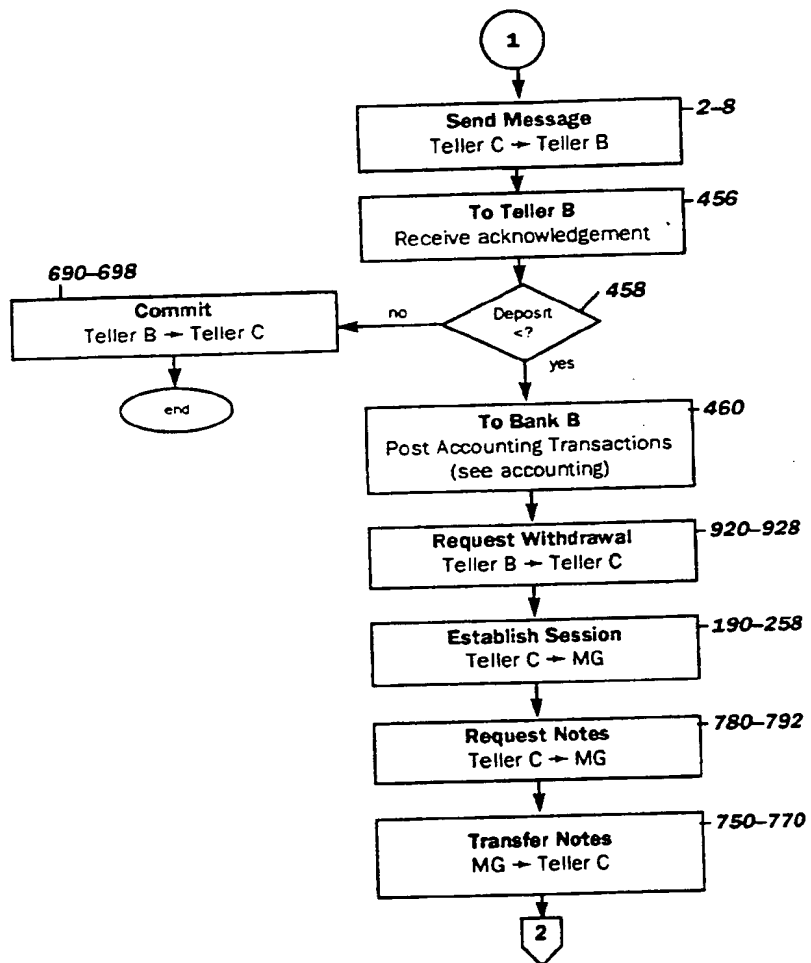 1
2–8
Send Message
Teller C → Teller B
456
To Teller B
Receive acknowledgement
690–698
Commit
Teller B → Teller C
458
Deposit
<?
no
yes
end
460
To Bank B
Post Accounting Transactions
(see accounting)
920–928
Request Withdrawal
Teller B → Teller C
190–258
Establish Session
Teller C → MG
780–792
Request Notes
Teller C → MG
750–770
Transfer Notes
MG → Teller C
2